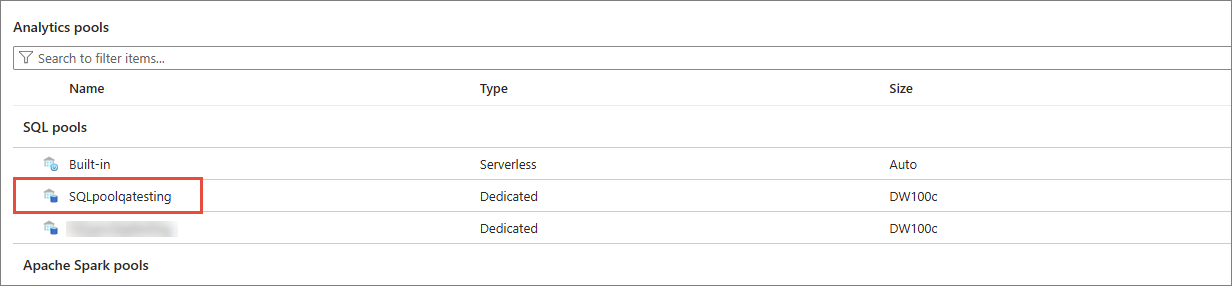 Analytics pools
Search to filter items...
Name Type Size
SQL pools
Built-in Serverless Auto
SQLpoolqatesting Dedicated DW100c
Dedicated DW100c
Apache Spark pools